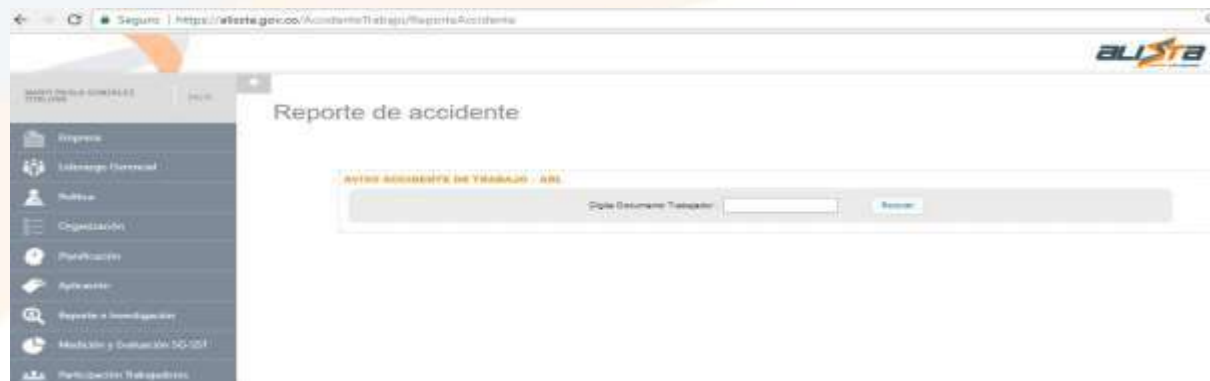 Seguro | https://alissta.gov.co/AccidenteTrabajo/ReporteAccidente
alissta
Reporte de accidente
Empresa
Liderazgo Gerencial
Política
Organización
Planificación
Aplicación
Reporte e Investigación
Medición y Evaluación SG-SST
Participación Trabajadores
AVISO ACCIDENTE DE TRABAJO - ARL
Digite Documento Trabajador
Buscar